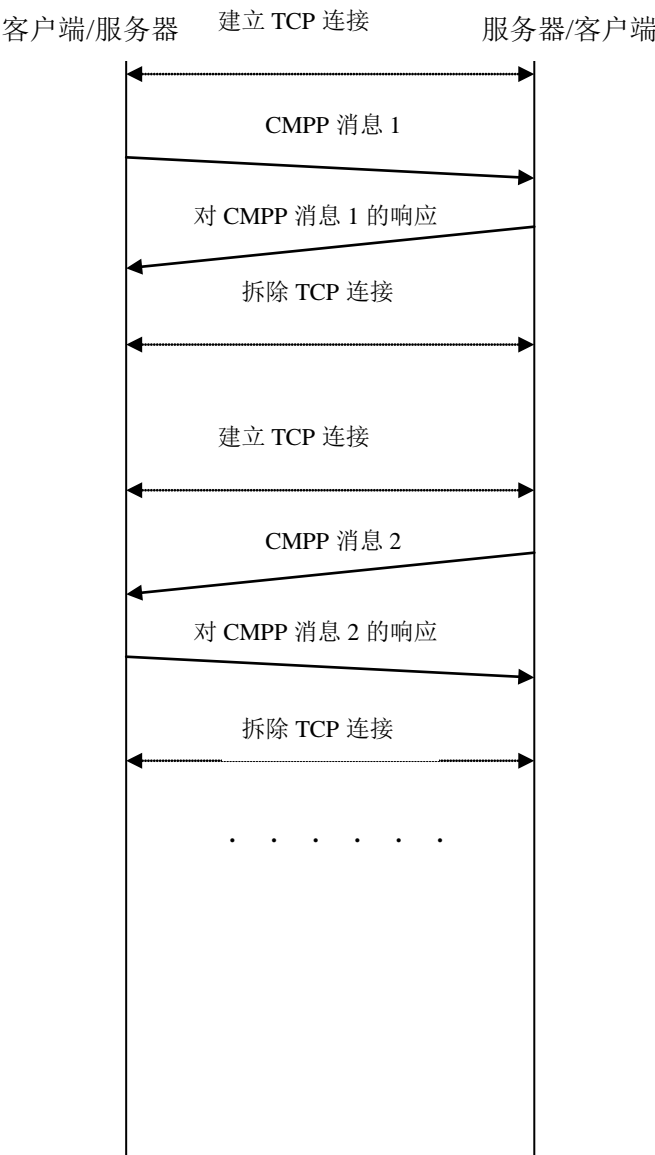 建立 TCP 连接
客户端/服务器 服务器/客户端
CMPP 消息 1
对 CMPP 消息 1 的响应
拆除 TCP 连接
建立 TCP 连接
CMPP 消息 2
对 CMPP 消息 2 的响应
拆除 TCP 连接
. . . . . .